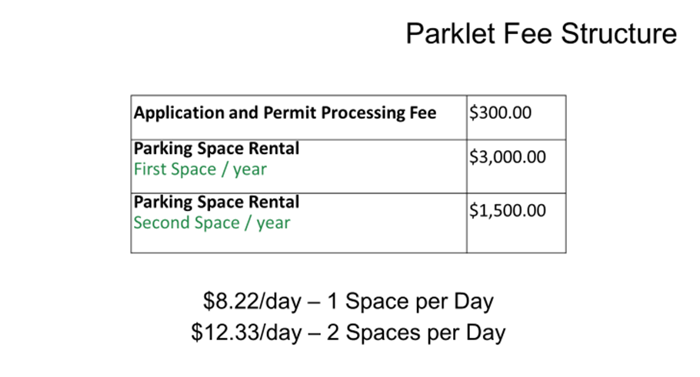 Parklet Fee Structure
Application and Permit Processing Fee $300.00
Parking Space Rental
First Space / year
$3,000.00
Parking Space Rental
Second Space / year
$1,500.00
$8.22/day – 1 Space per Day
$12.33/day – 2 Spaces per Day